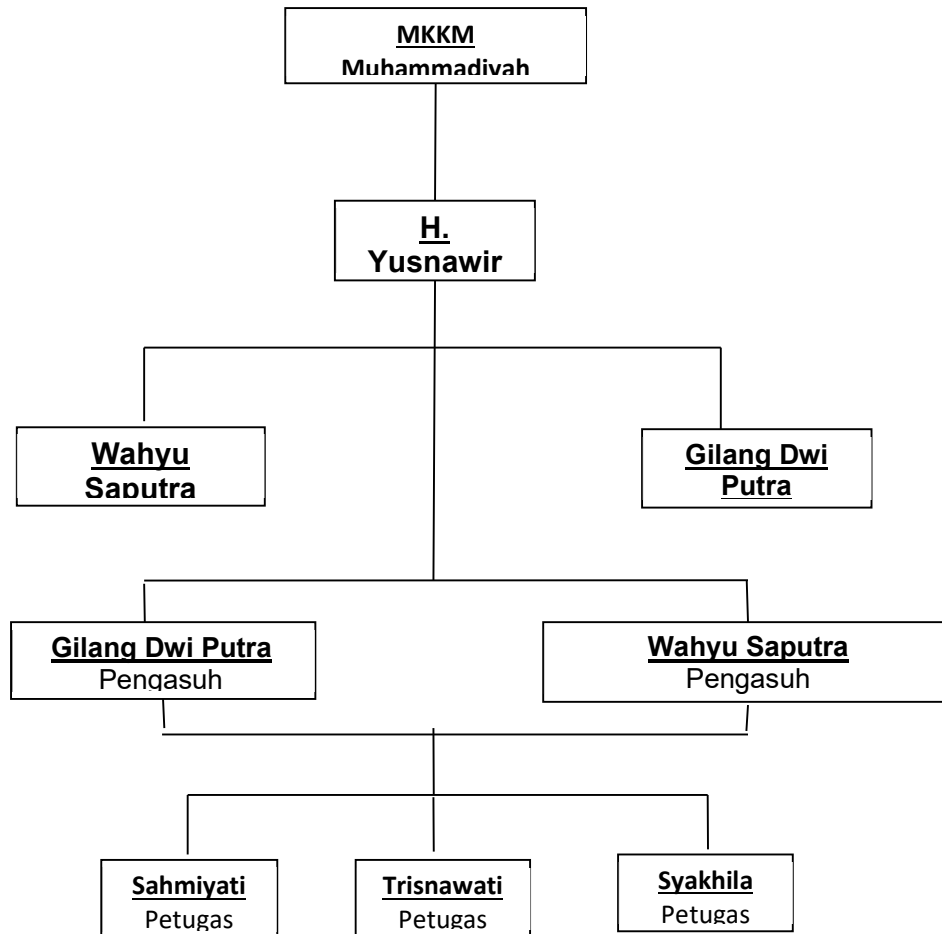 MKKM
Muhammadiyah
H.
Yusnawir
Wahyu
Saputra
Gilang Dwi
Putra
Gilang Dwi Putra
Pengasuh
Wahyu Saputra
Pengasuh
Sahmiyati
Petugas
Trisnawati
Petugas
Syakhila
Petugas